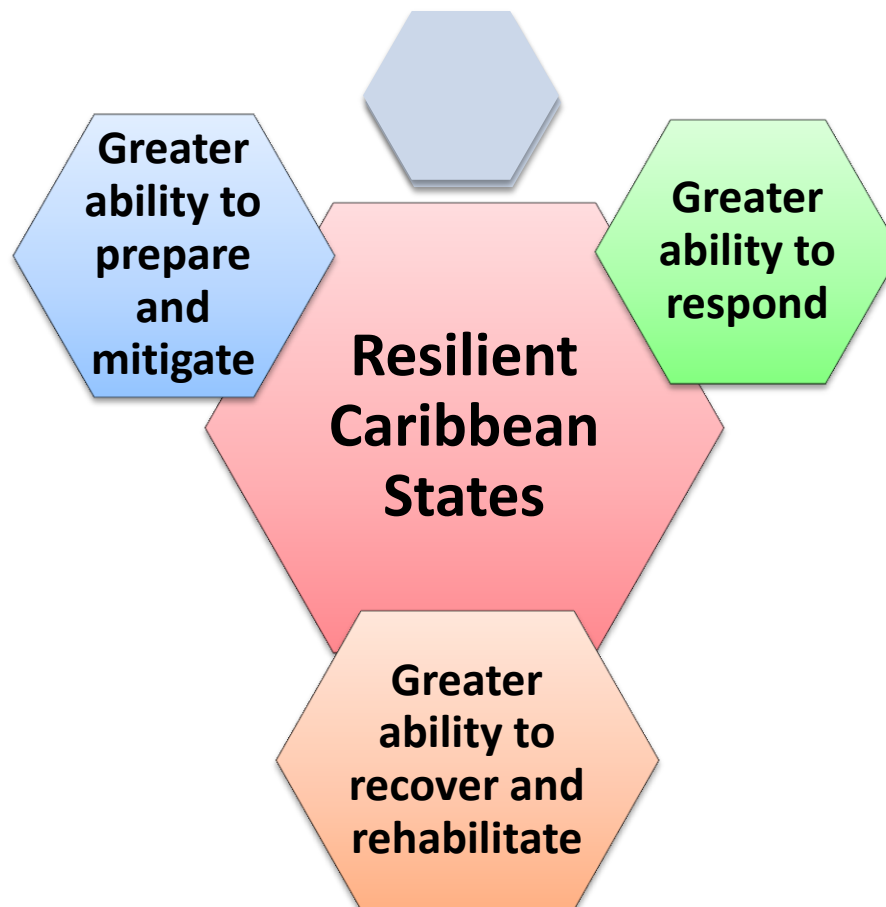 Greater
ability to
prepare
and
mitigate
Greater
ability to
respond
Resilient
Caribbean
States
Greater
ability to
recover and
rehabilitate